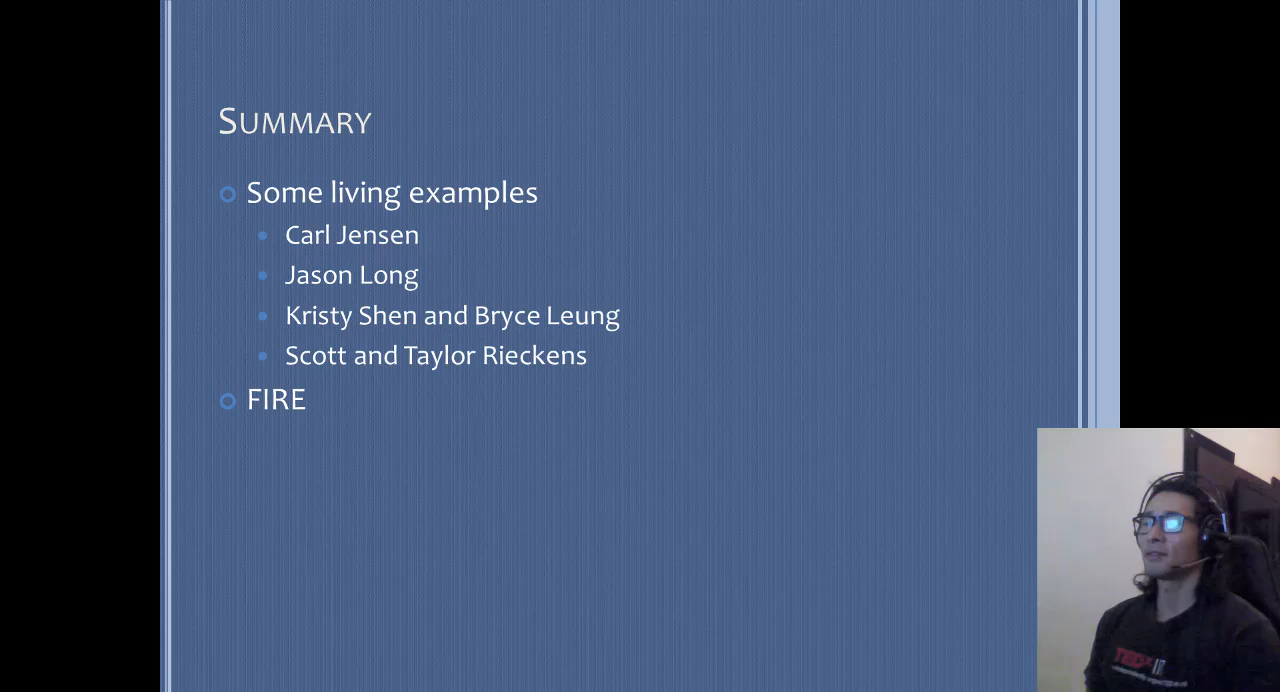 Summary
Some living examples
Carl Jensen
Jason Long
Kristy Shen and Bryce Leung
Scott and Taylor Rieckens
FIRE